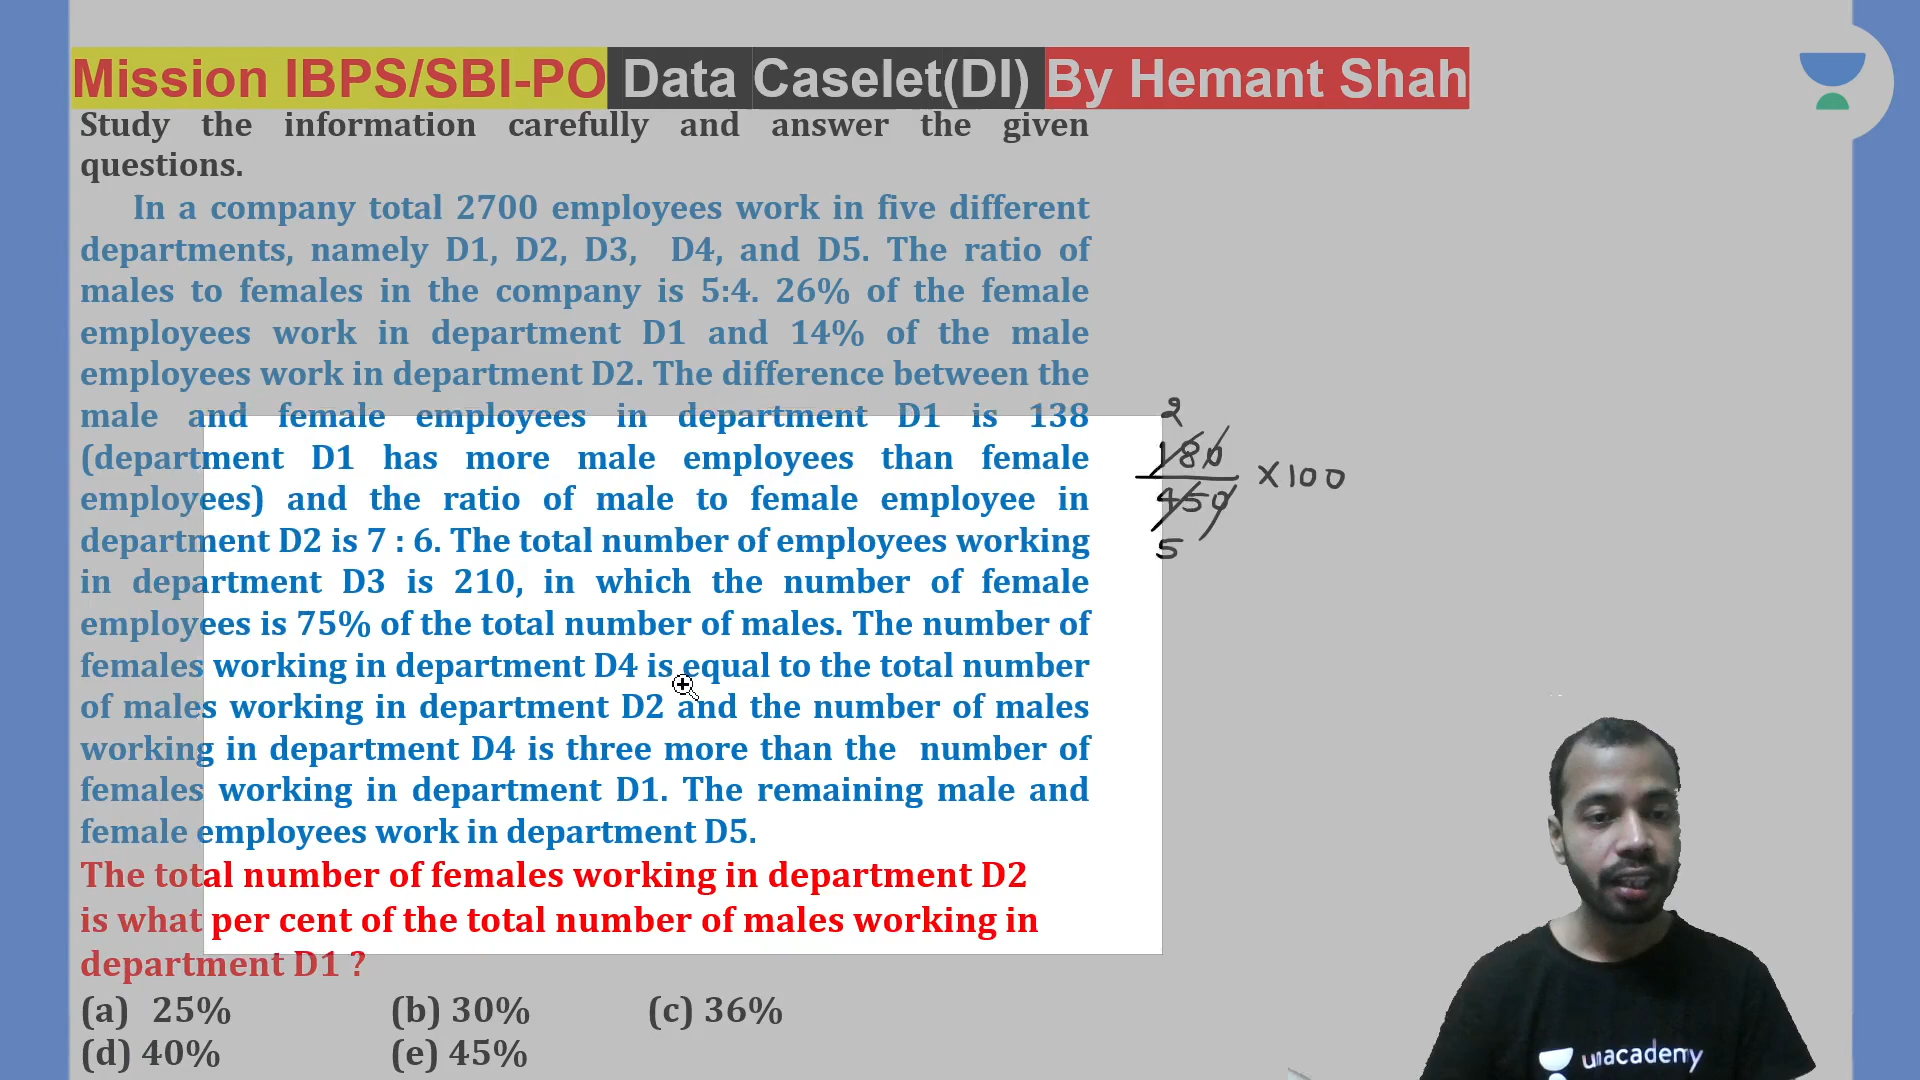 Mission IBPS/SBI-PO Data Caselet(DI) By Hemant Shah
Study the information carefully and answer the given
questions.
In a company total 2700 employees work in five different
departments, namely D1, D2, D3, D4, and D5. The ratio of
males to females in the company is 5:4. 26% of the female
employees work in department D1 and 14% of the male
employees work in department D2. The difference between the
male and female employees in department D1 is 138
(department D1 has more male employees than female
employees) and the ratio of male to female employee in
department D2 is 7 : 6. The total number of employees working
in department D3 is 210, in which the number of female
employees is 75% of the total number of males. The number of
females working in department D4 is equal to the total number
of males working in department D2 and the number of males
working in department D4 is three more than the number of
females working in department D1. The remaining male and
female employees work in department D5.
The total number of females working in department D2
is what per cent of the total number of males working in
department D1 ?
(a) 25% (b) 30% (c) 36%
(d) 40% (e) 45%
2
180
450
× 100
5
unacademy